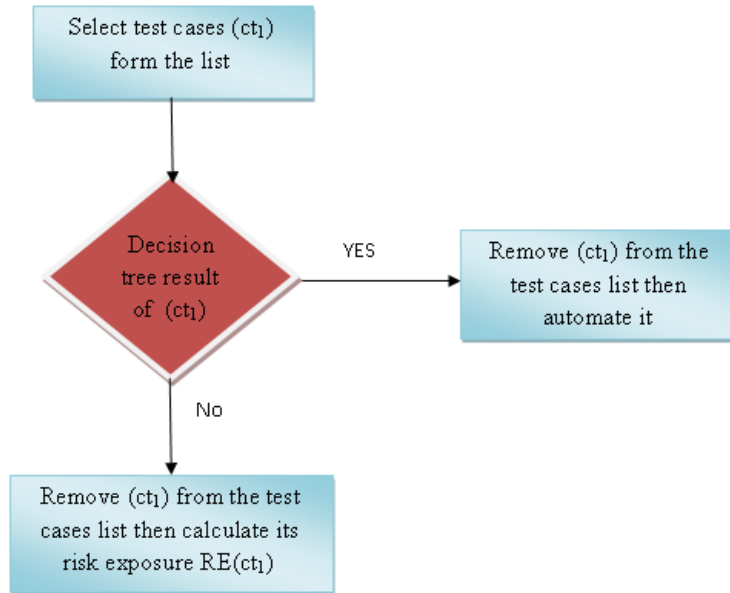 Select test cases (ct₁)
form the list
Decision
tree result
of (ct₁)
YES
Remove (ct₁) from the
test cases list then
automate it
No
Remove (ct₁) from the test
cases list then calculate its
risk exposure RE(ct₁)